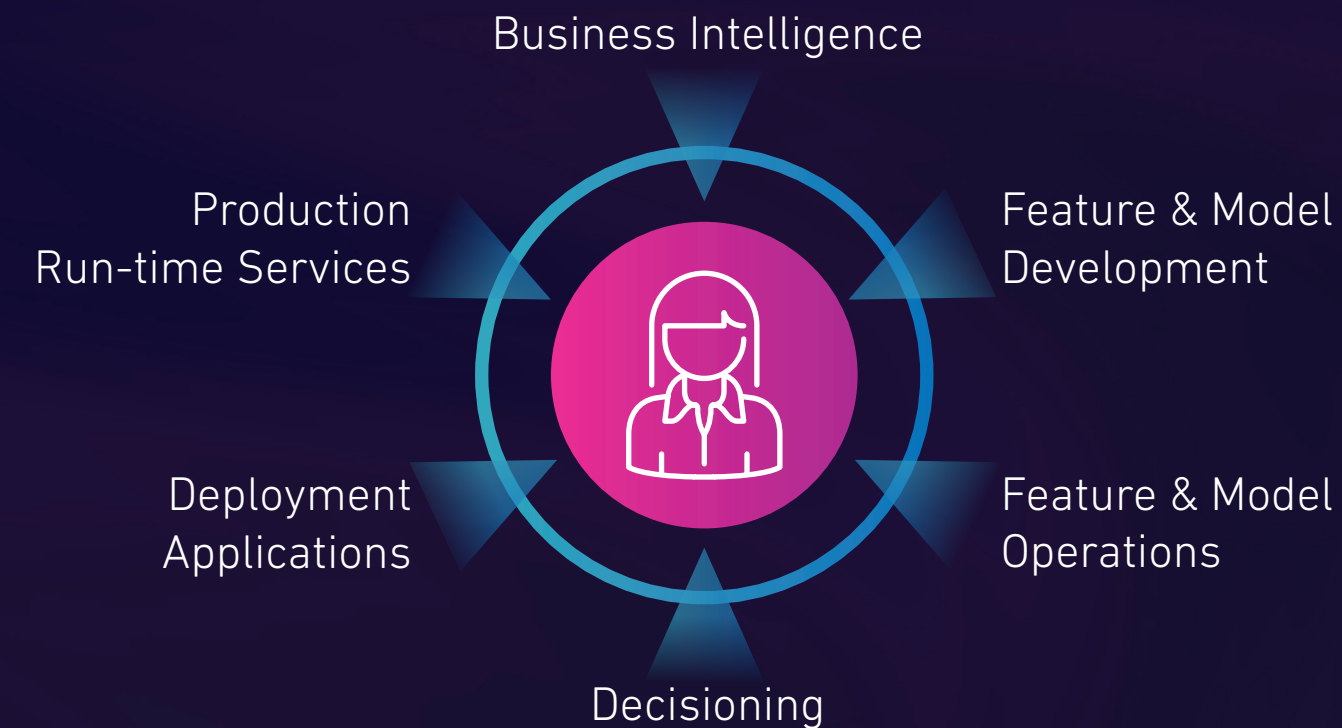 Business Intelligence
Production
Run-time Services
Feature & Model
Development
Deployment
Applications
Feature & Model
Operations
Decisioning